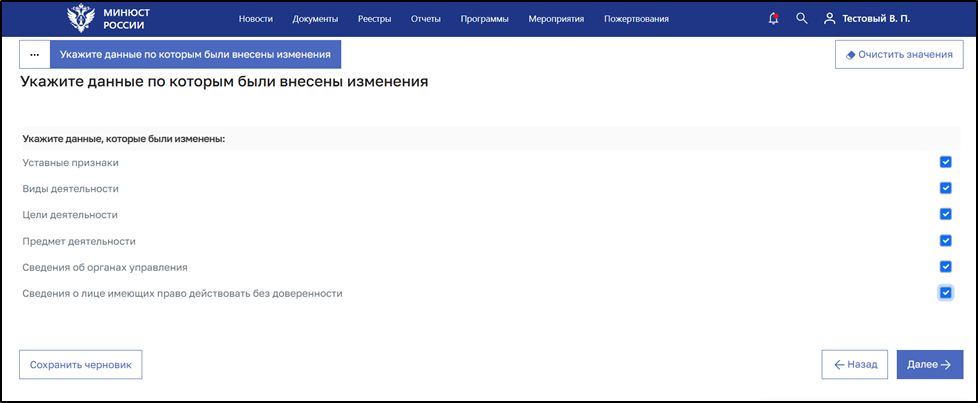 МИНЮСТ
РОССИИ
Новости Документы Реестры Отчеты Программы Мероприятия Пожертвования Тестовый В. П.
... Укажите данные по которым были внесены изменения Очистить значения
Укажите данные по которым были внесены изменения
Укажите данные, которые были изменены:
Уставные признаки
Виды деятельности
Цели деятельности
Предмет деятельности
Сведения об органах управления
Сведения о лице имеющих право действовать без доверенности
Сохранить черновик Назад Далее